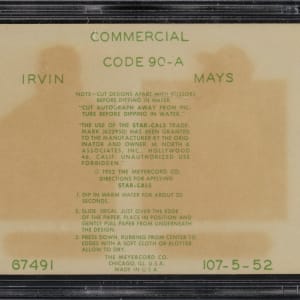 COMMERCIAL
CODE 90-A
IRVIN MAYS
NOTE—CUT DESIGNS APART WITH SCISSORS
BEFORE DIPPING IN WATER.
"CUT AUTOGRAPH AWAY FROM PIC-
TURE BEFORE DIPPING IN WATER."
"THE USE OF THE STAR-CALS TRADE-
MARK HAS BEEN GRANTED
TO THE MANUFACTURER BY THE ORIG-
INATOR AND OWNER M. NORTH &
ASSOCIATES, INC., HOLLYWOOD
46, CALIF. UNAUTHORIZED USE
FORBIDDEN."
© 1952 THE MEYERCORD CO.
DIRECTIONS FOR APPLYING
STAR-CALS
1. DIP IN WARM WATER FOR ABOUT 20
SECONDS.
2. SLIDE DECAL JUST OVER THE EDGE
OF THE PAPER. PLACE IN POSITION AND
GENTLY PULL PAPER FROM UNDERNEATH
THE DESIGN.
3. PRESS DOWN, RUBBING FROM CENTER TO
EDGES WITH A SOFT CLOTH OR BLOTTER.
ALLOW TO DRY.
THE MEYERCORD CO.
CHICAGO, ILL. U.S.A.
MADE IN U.S.A.
67491 107-5-52